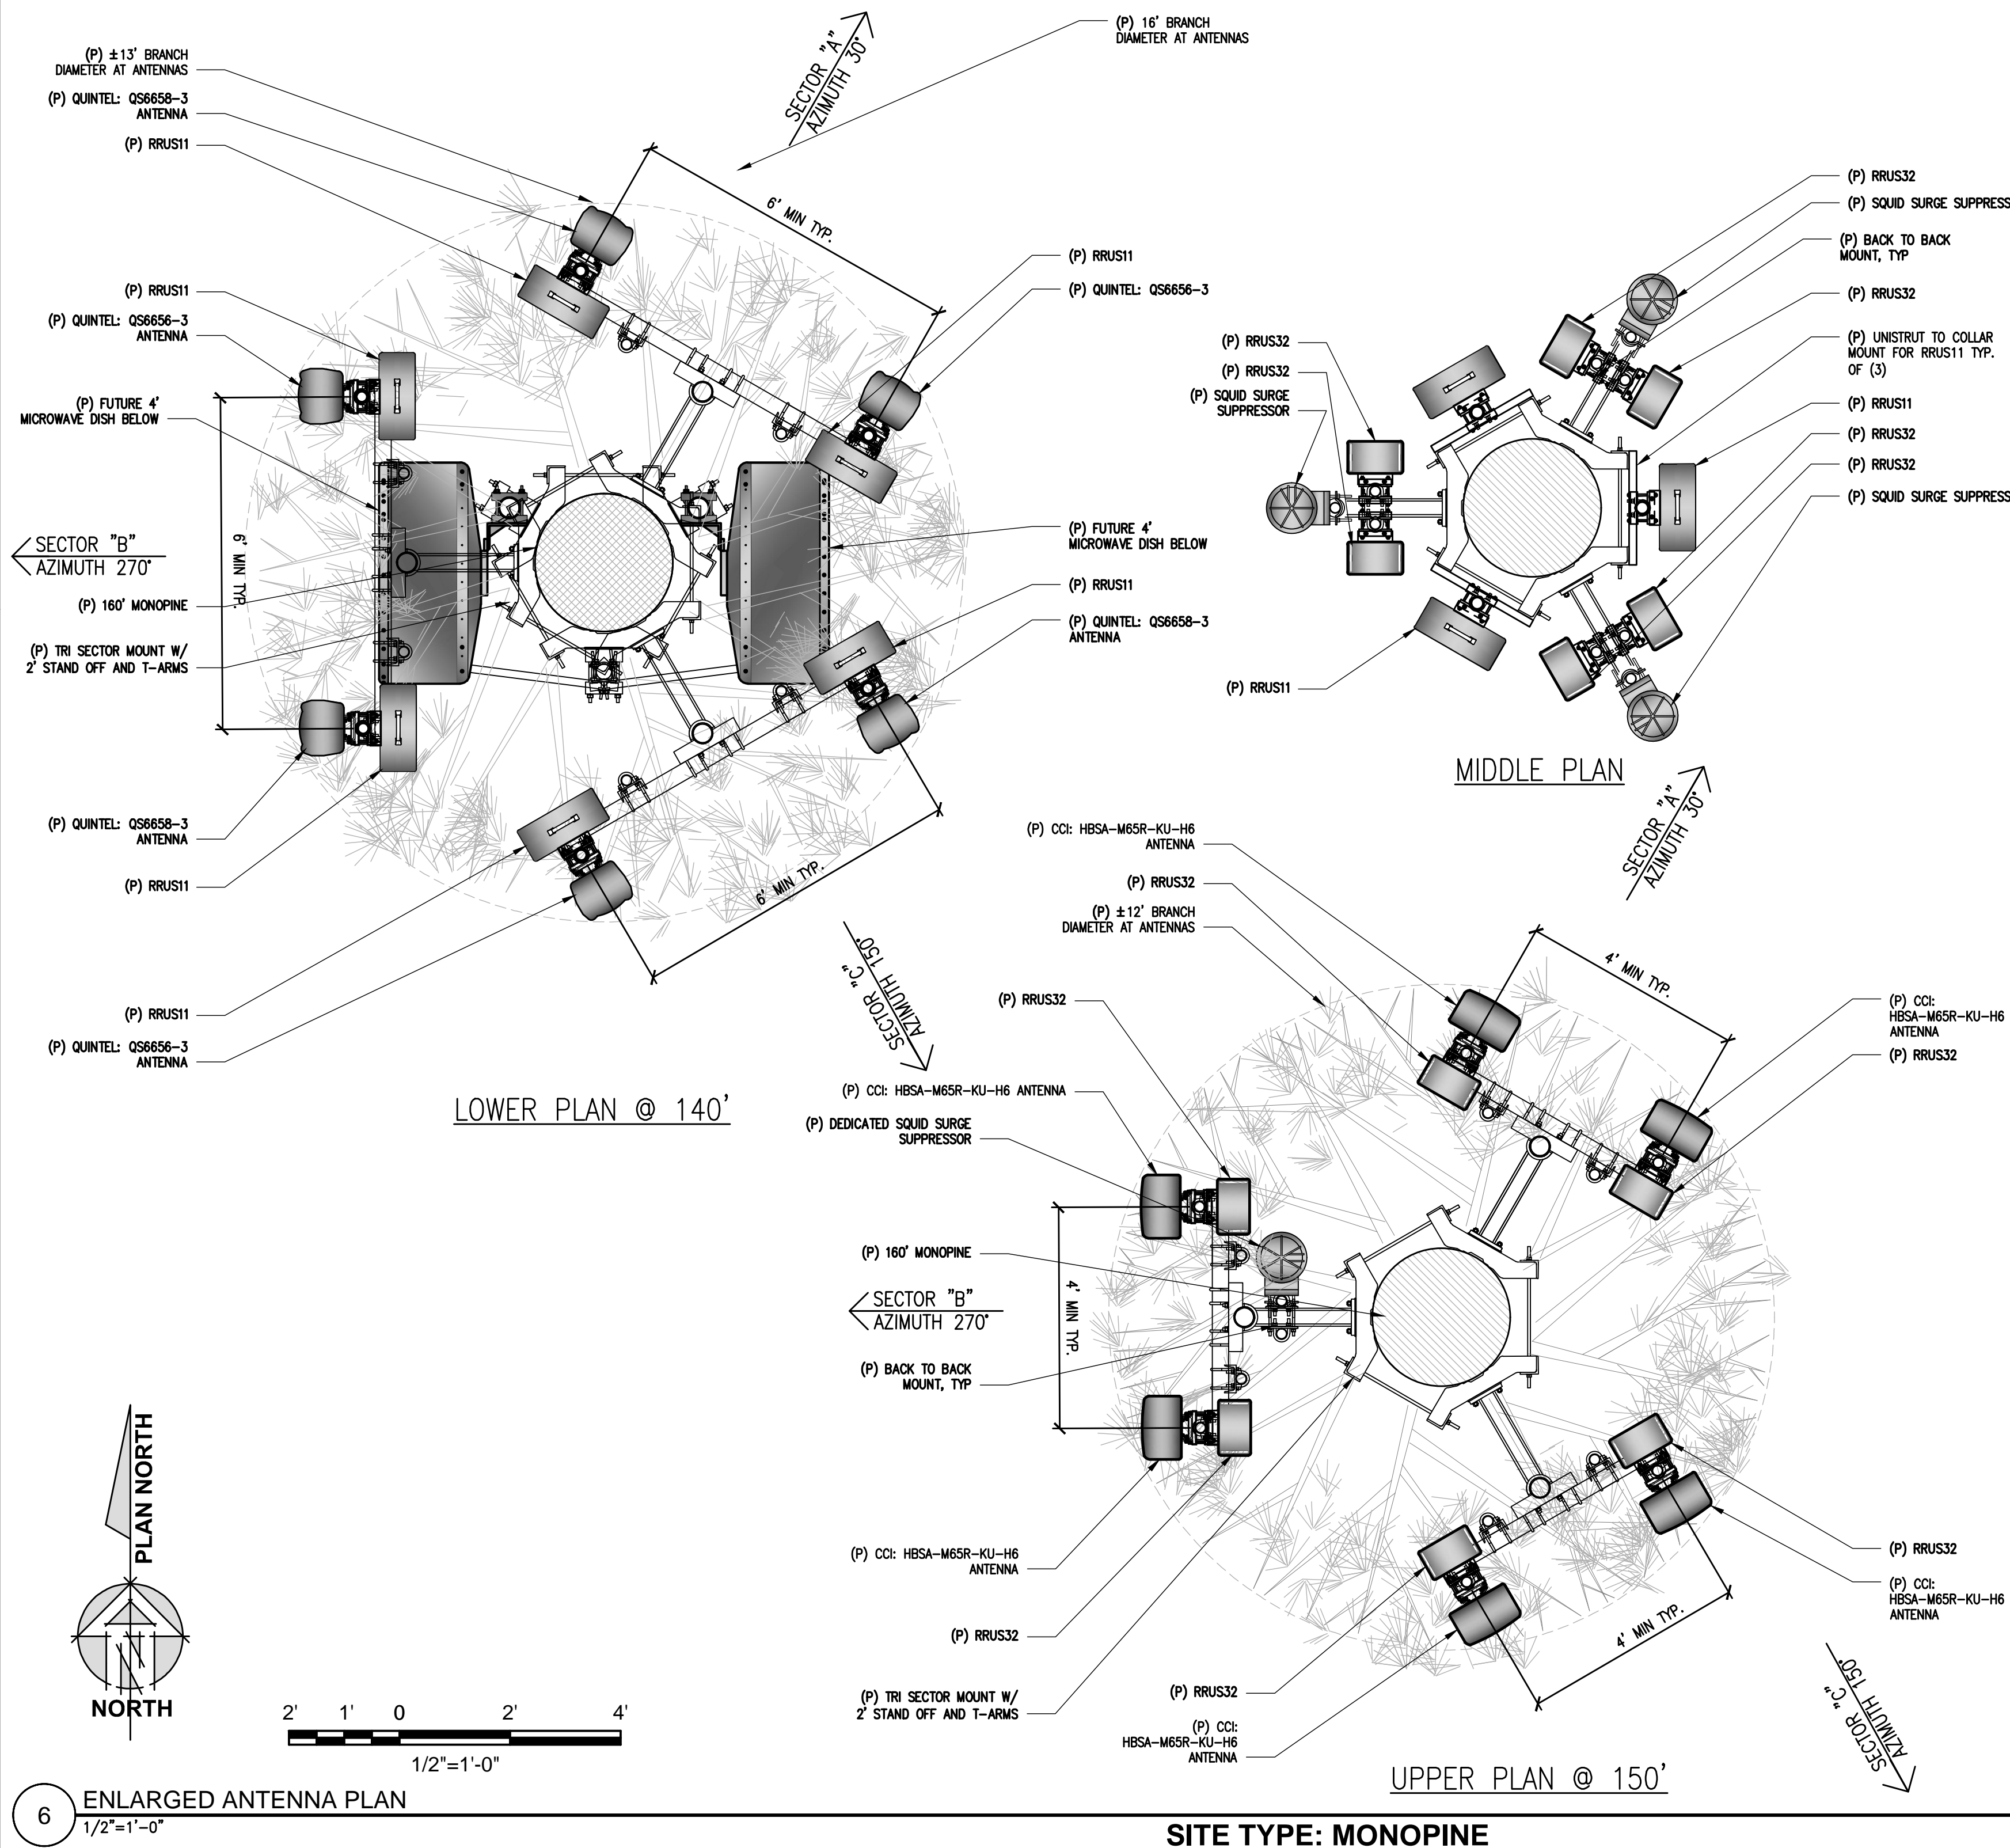 (P) ±13' BRANCH
DIAMETER AT ANTENNAS
(P) QUINTEL: QS6658-3
ANTENNA
(P) RRUS11
(P) RRUS11
(P) QUINTEL: QS6656-3
ANTENNA
(P) FUTURE 4'
MICROWAVE DISH BELOW
SECTOR "B"
AZIMUTH 270°
(P) 160' MONOPINE
(P) TRI SECTOR MOUNT W/
2' STAND OFF AND T-ARMS
(P) QUINTEL: QS6658-3
ANTENNA
(P) RRUS11
(P) RRUS11
(P) QUINTEL: QS6656-3
ANTENNA
6' MIN TYP.
6' MIN TYP.
6' MIN TYP.
SECTOR "A"
AZIMUTH 30°
(P) 16' BRANCH
DIAMETER AT ANTENNAS
(P) RRUS11
(P) QUINTEL: QS6656-3
(P) FUTURE 4'
MICROWAVE DISH BELOW
(P) RRUS11
(P) QUINTEL: QS6658-3
ANTENNA
SECTOR "C"
AZIMUTH 150°
LOWER PLAN @ 140'
(P) RRUS32
(P) RRUS32
(P) SQUID SURGE
SUPPRESSOR
(P) RRUS11
(P) RRUS32
(P) SQUID SURGE SUPPRESS
(P) BACK TO BACK
MOUNT, TYP
(P) RRUS32
(P) UNISTRUT TO COLLAR
MOUNT FOR RRUS11 TYP.
OF (3)
(P) RRUS11
(P) RRUS32
(P) RRUS32
(P) SQUID SURGE SUPPRESS
MIDDLE PLAN
SECTOR "A"
AZIMUTH 30°
(P) CCI: HBSA-M65R-KU-H6
ANTENNA
(P) RRUS32
(P) ±12' BRANCH
DIAMETER AT ANTENNAS
(P) RRUS32
(P) CCI: HBSA-M65R-KU-H6 ANTENNA
(P) DEDICATED SQUID SURGE
SUPPRESSOR
(P) 160' MONOPINE
SECTOR "B"
AZIMUTH 270°
(P) BACK TO BACK
MOUNT, TYP
(P) CCI: HBSA-M65R-KU-H6
ANTENNA
(P) RRUS32
(P) TRI SECTOR MOUNT W/
2' STAND OFF AND T-ARMS
(P) RRUS32
(P) CCI:
HBSA-M65R-KU-H6
ANTENNA
4' MIN TYP.
4' MIN TYP.
4' MIN TYP.
(P) CCI:
HBSA-M65R-KU-H6
ANTENNA
(P) RRUS32
(P) RRUS32
(P) CCI:
HBSA-M65R-KU-H6
ANTENNA
SECTOR "C"
AZIMUTH 150°
UPPER PLAN @ 150'
PLAN NORTH
NORTH
2' 1' 0 2' 4'
1/2"=1'-0"
6
ENLARGED ANTENNA PLAN
1/2"=1'-0"
SITE TYPE: MONOPINE